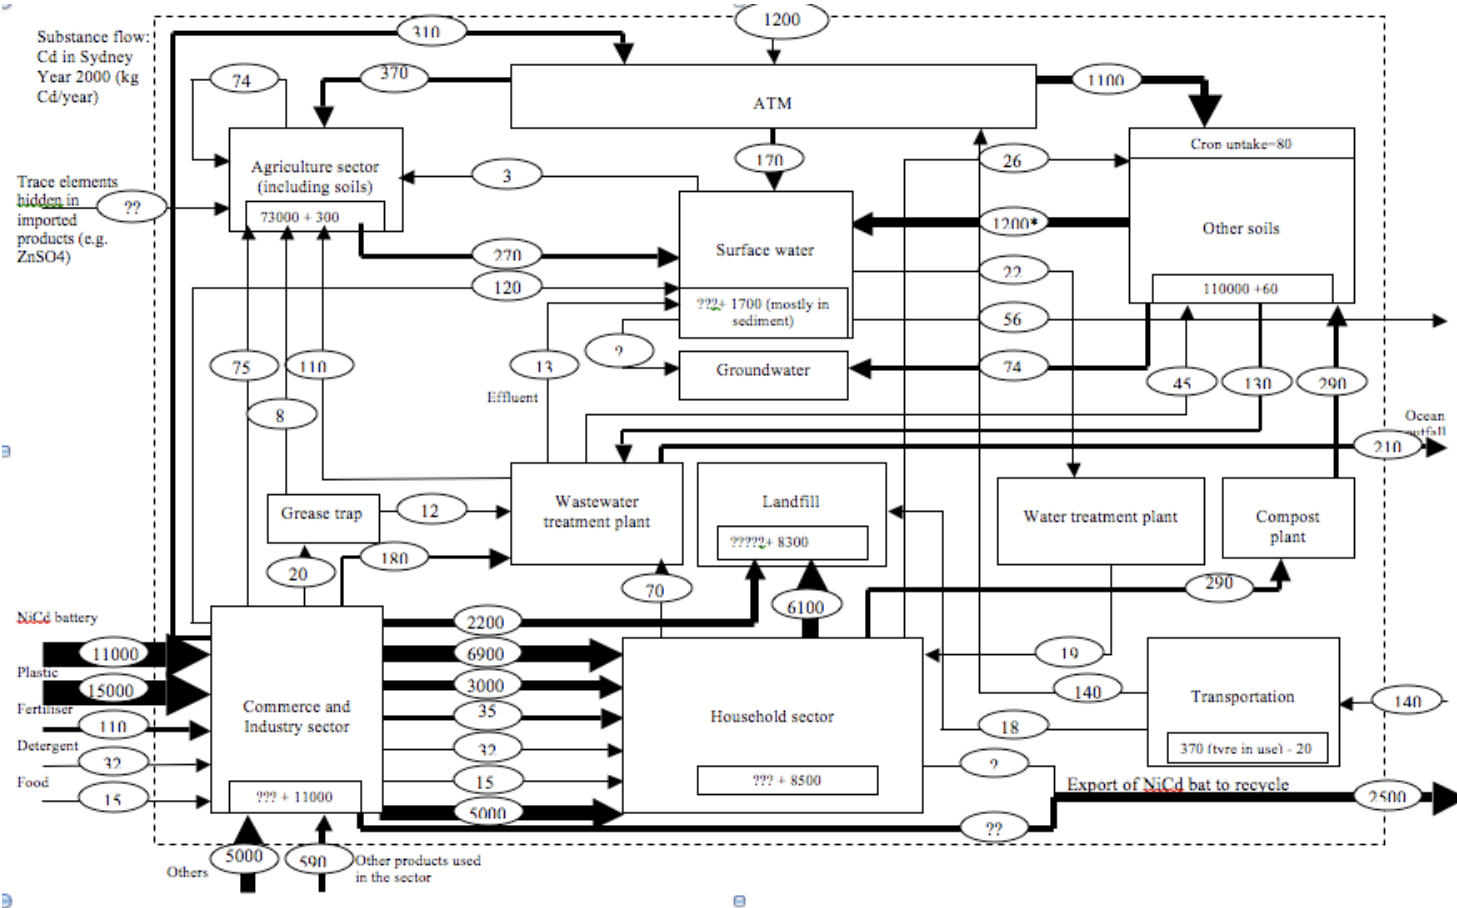 Substance flow:
Cd in Sydney
Year 2000 (kg
Cd/year)
310
1200
74
370
ATM
1100
170
Agriculture sector
(including soils)
73000 + 300
3
26
Crop uptake=80
Trace elements
hidden in
imported
products (e.g.
ZnSO4)
??
Surface water
???+ 1700 (mostly in
sediment)
1200*
Other soils
110000 +60
270
120
22
56
?
Groundwater
74
75
110
8
13
Effluent
45
130
290
Ocean
outfall
210
Grease trap
12
Wastewater
treatment plant
Landfill
?????+ 8300
Water treatment plant
Compost
plant
20
180
70
6100
290
NiCd battery
11000
Plastic
15000
Fertiliser
110
Detergent
32
Food
15
Commerce and
Industry sector
??? + 11000
2200
6900
3000
35
32
15
5000
Household sector
??? + 8500
19
140
18
?
??
Transportation
370 (tyre in use) - 20
140
Export of NiCd bat to recycle
2500
5000
Others
590
Other products used
in the sector